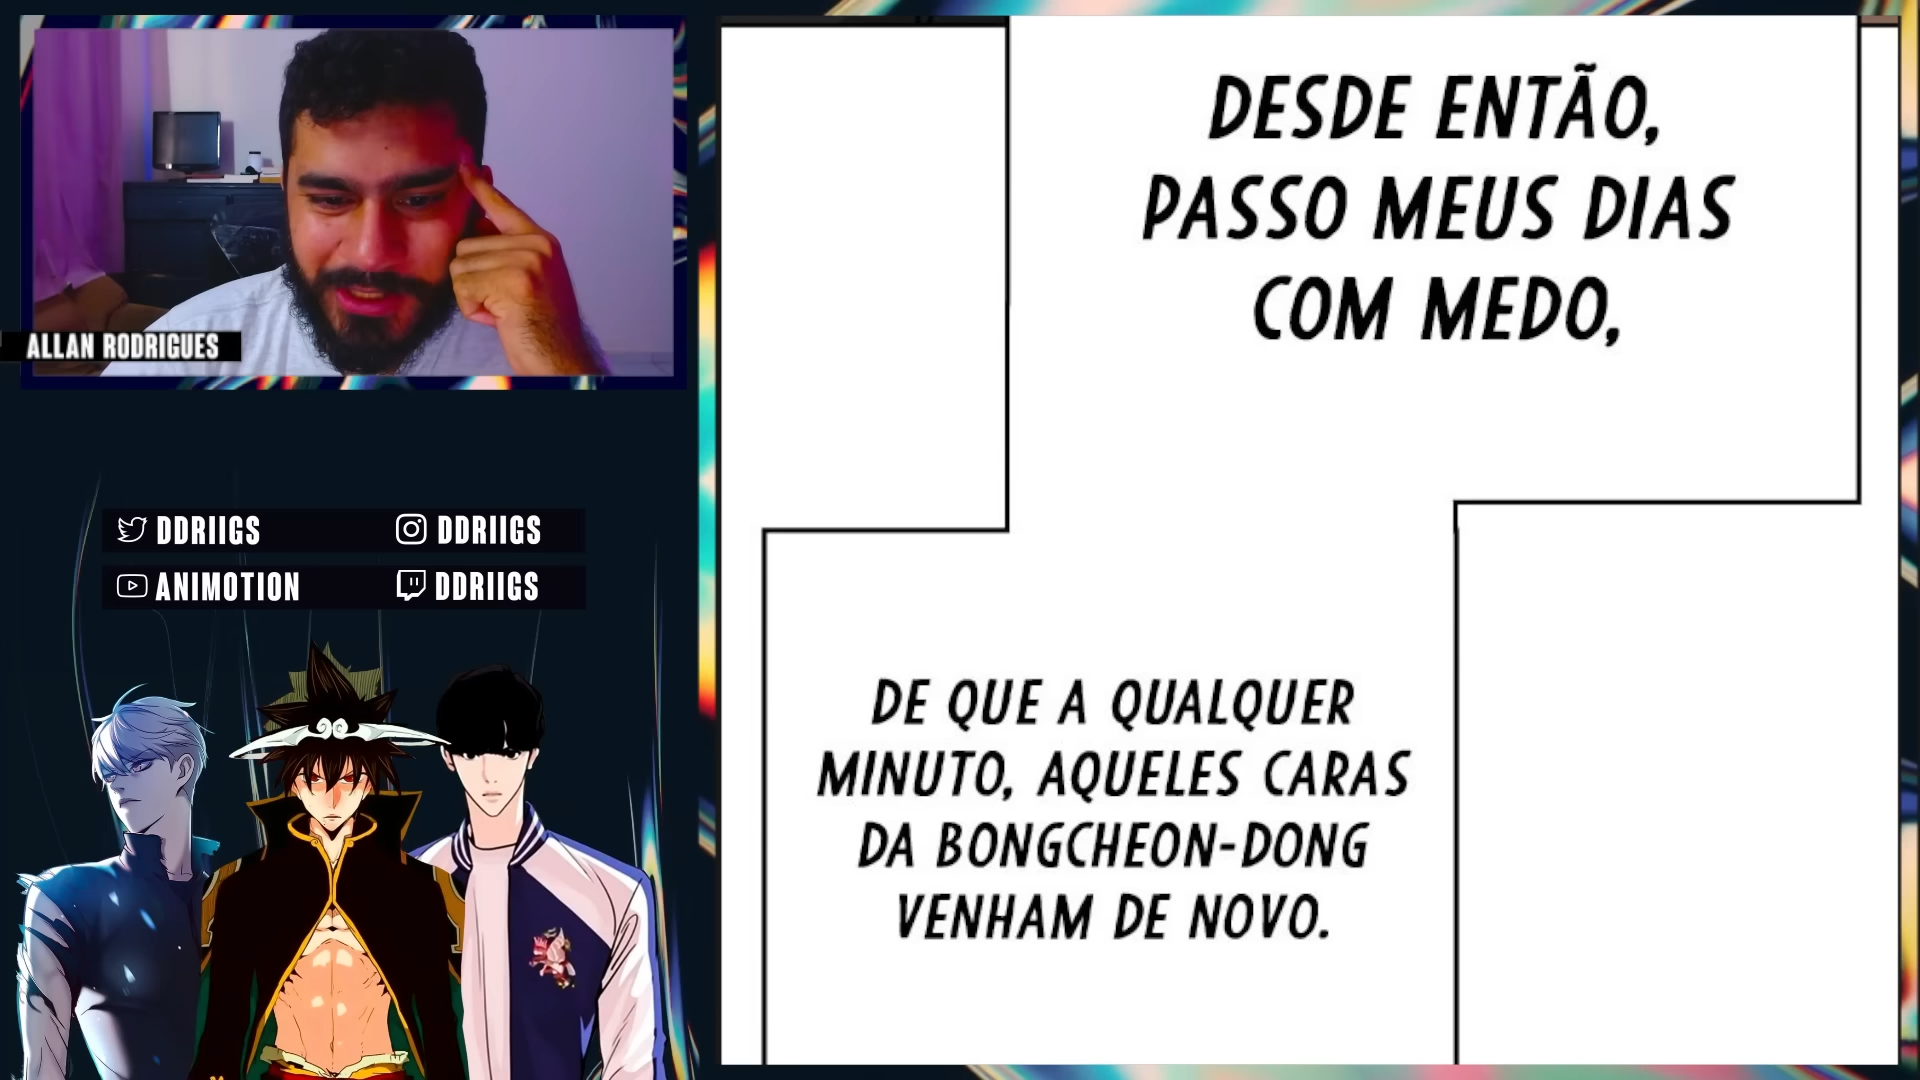 ALLAN RODRIGUES
DDRIIGS
DDRIIGS
ANIMOTION
DDRIIGS
DESDE ENTÃO,
PASSO MEUS DIAS
COM MEDO,
DE QUE A QUALQUER
MINUTO, AQUELES CARAS
DA BONGCHEON-DONG
VENHAM DE NOVO.